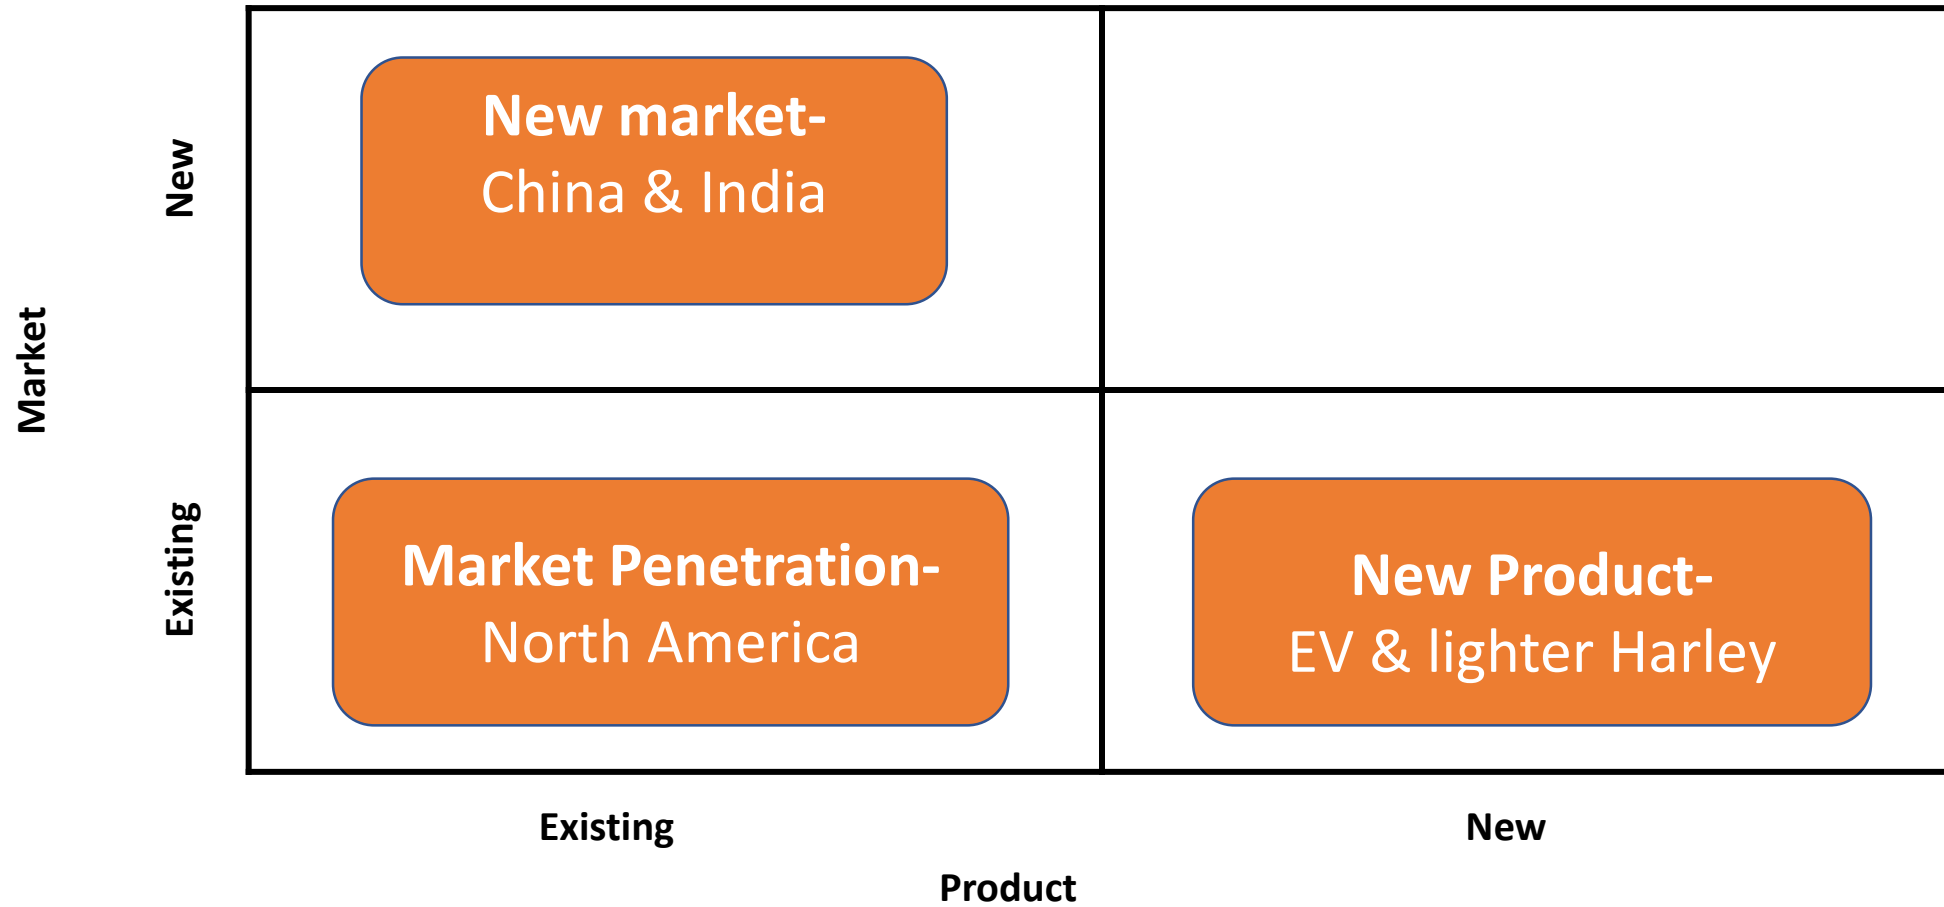 New market-
China & India
New
Market
Market Penetration-
North America
New Product-
EV & lighter Harley
Existing
Existing
New
Product